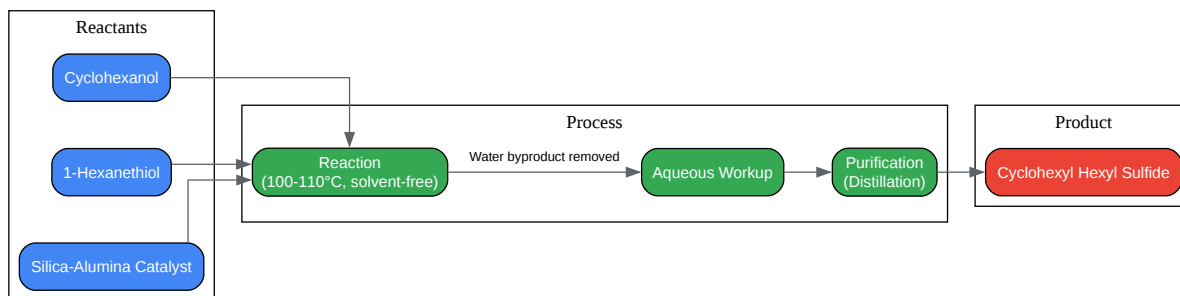 Reactants
Cyclohexanol
1-Hexanethiol
Silica-Alumina Catalyst
Process
Reaction
(100-110°C, solvent-free)
Water byproduct removed
Aqueous Workup
Purification
(Distillation)
Product
Cyclohexyl Hexyl Sulfide